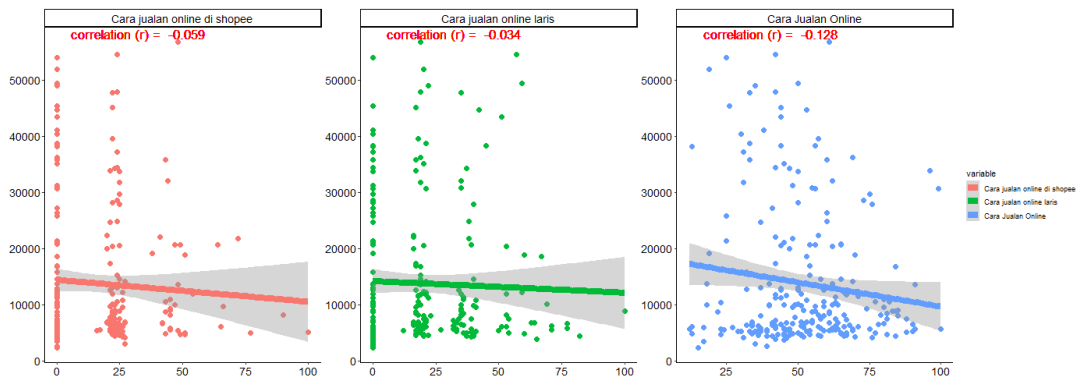 Cara jualan online di shopee
Cara jualan online laris
Cara Jualan Online
correlation (r) = -0.059
correlation (r) = -0.034
correlation (r) = -0.128
50000
40000
30000
20000
10000
0
0 25 50 75 100
50000
40000
30000
20000
10000
0
0 25 50 75 100
50000
40000
30000
20000
10000
0
25 50 75 100
variable
Cara jualan online di shopee
Cara jualan online laris
Cara Jualan Online